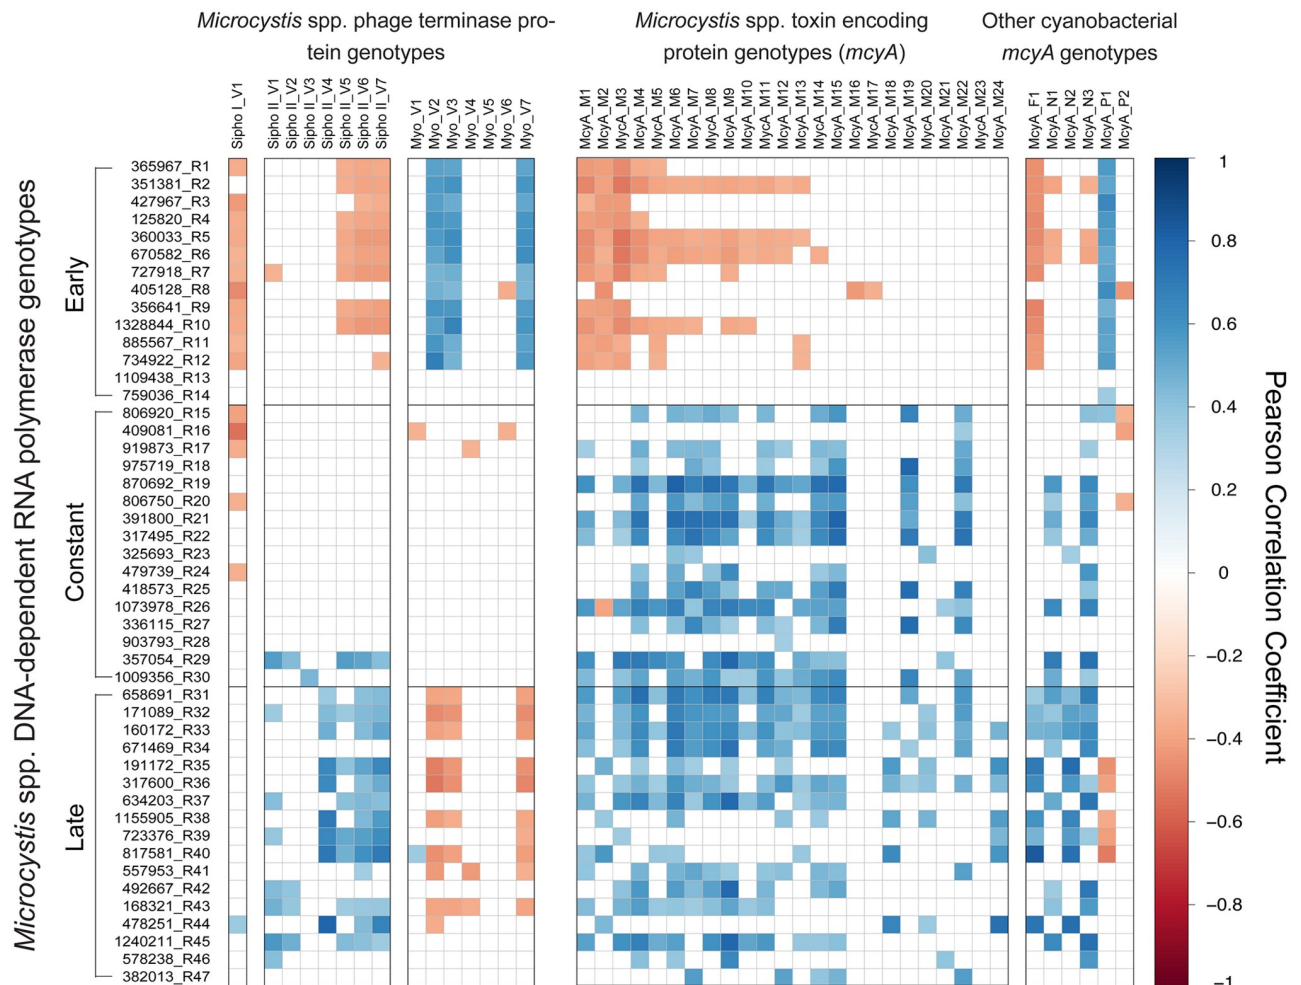 Microcystis spp. phage terminase pro-
tein genotypes
Microcystis spp. toxin encoding
protein genotypes (mcyA)
Other cyanobacterial
mcyA genotypes
Sipho I_V1
Sipho II_V1
Sipho II_V2
Sipho II_V3
Sipho II_V4
Sipho II_V5
Sipho II_V6
Sipho II_V7
Myo_V1
Myo_V2
Myo_V3
Myo_V4
Myo_V5
Myo_V6
Myo_V7
McyA_M1
McyA_M2
MycA_M3
McyA_M4
McyA_M5
McyA_M6
MycA_M7
McyA_M8
MycA_M9
McyA_M10
MycA_M11
McyA_M12
McyA_M13
McyA_M14
McyA_M15
McyA_M16
McyA_M17
McyA_M18
McyA_M19
McyA_M20
McyA_M21
McyA_M22
McyA_M23
McyA_M24
McyA_F1
McyA_N1
McyA_N2
McyA_N3
MycA_P1
McyA_P2
Microcystis spp. DNA-dependent RNA polymerase genotypes
Early
365967_R1
351381_R2
427967_R3
125820_R4
360033_R5
670582_R6
727918_R7
405128_R8
356641_R9
1328844_R10
885567_R11
734922_R12
1109438_R13
759036_R14
Constant
806920_R15
409081_R16
919873_R17
975719_R18
870692_R19
806750_R20
391800_R21
317495_R22
325693_R23
479739_R24
418573_R25
1073978_R26
336115_R27
903793_R28
357054_R29
1009356_R30
Late
658691_R31
171089_R32
160172_R33
671469_R34
191172_R35
317600_R36
634203_R37
1155905_R38
723376_R39
817581_R40
557953_R41
492667_R42
168321_R43
478251_R44
1240211_R45
578238_R46
382013_R47
1
0.8
0.6
0.4
0.2
0
−0.2
−0.4
−0.6
−0.8
−1
Pearson Correlation Coefficient